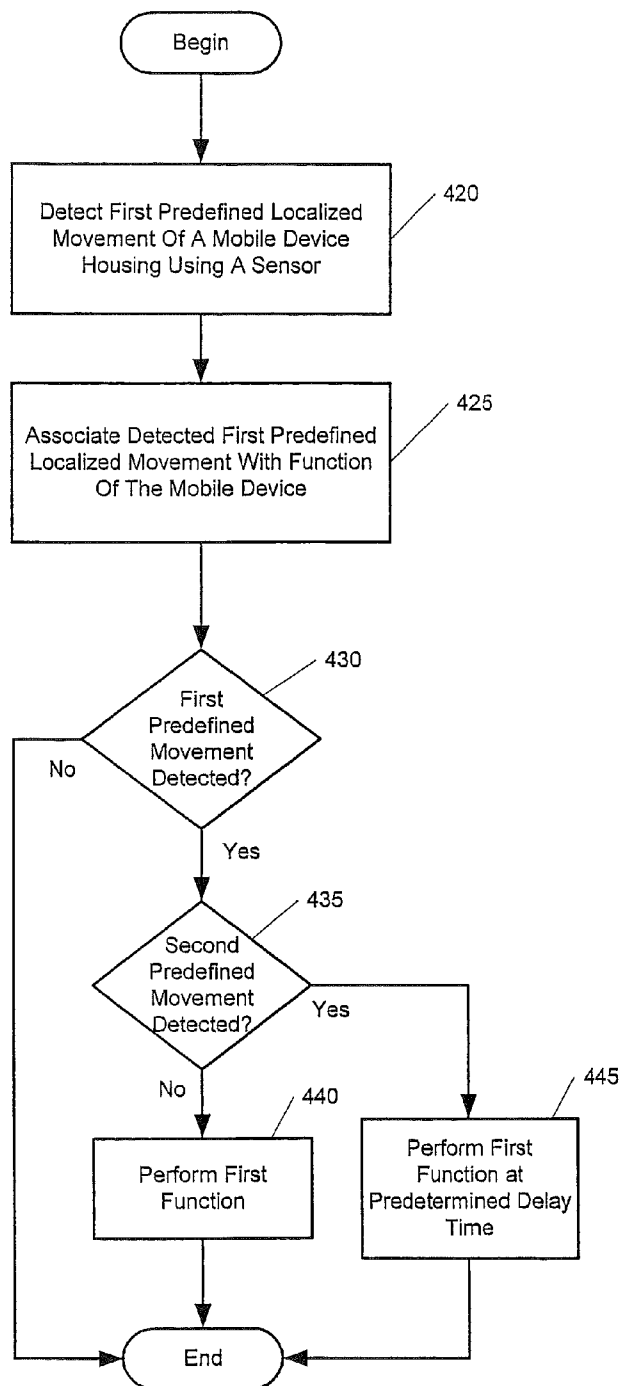 Begin
420
Detect First Predefined Localized
Movement Of A Mobile Device
Housing Using A Sensor
425
Associate Detected First Predefined
Localized Movement With Function
Of The Mobile Device
430
First
Predefined
Movement
Detected?
No
Yes
435
Second
Predefined
Movement
Detected?
Yes
No
440
Perform First
Function
445
Perform First
Function at
Predetermined Delay
Time
End